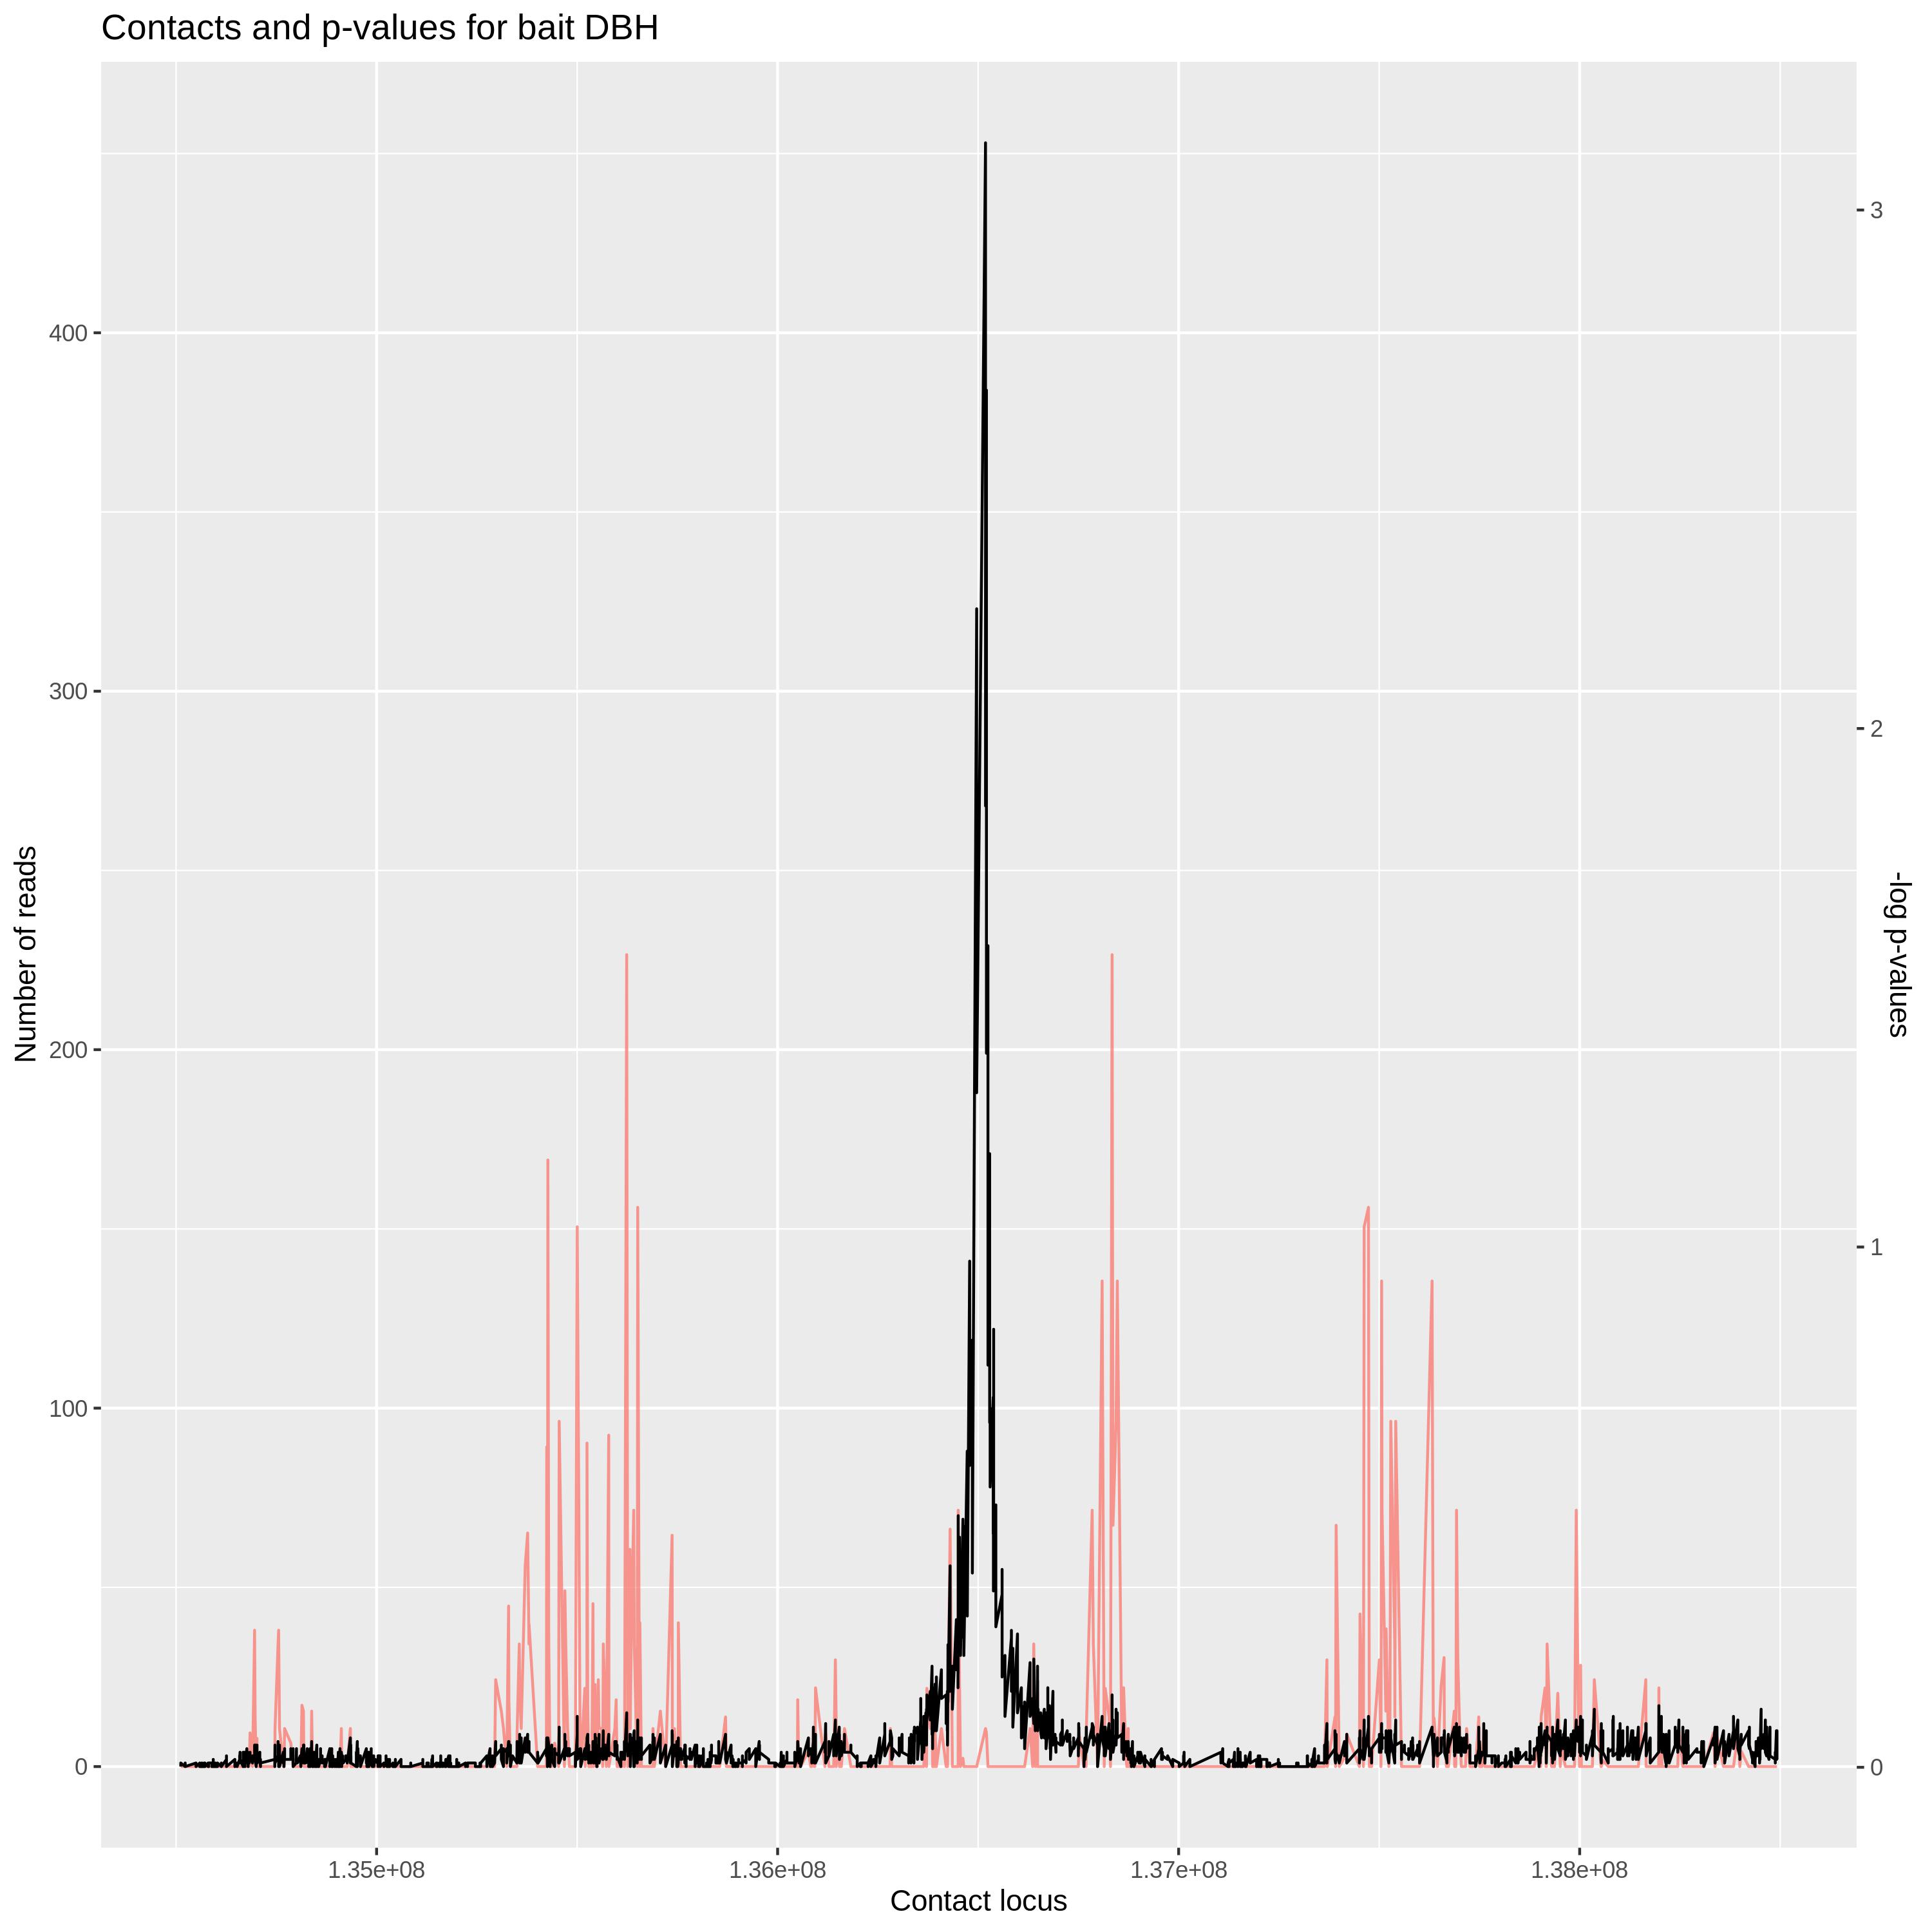 Contacts and p-values for bait DBH
Number of reads
400
300
200
100
0
3
2
1
0
-log p-values
1.35e+08 1.36e+08 1.37e+08 1.38e+08
Contact locus